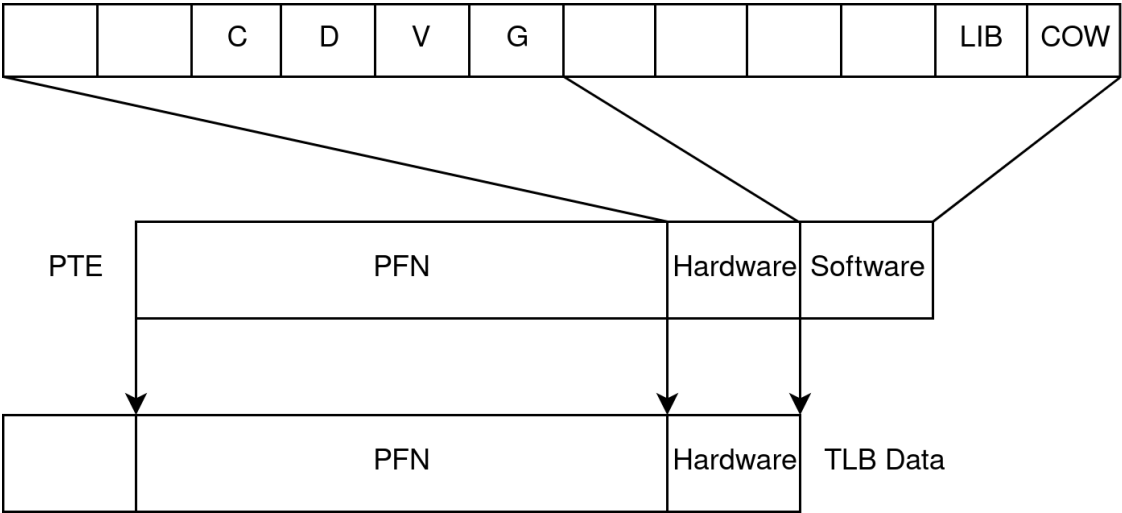 C D V G LIB COW
PTE PFN Hardware Software
PFN Hardware TLB Data